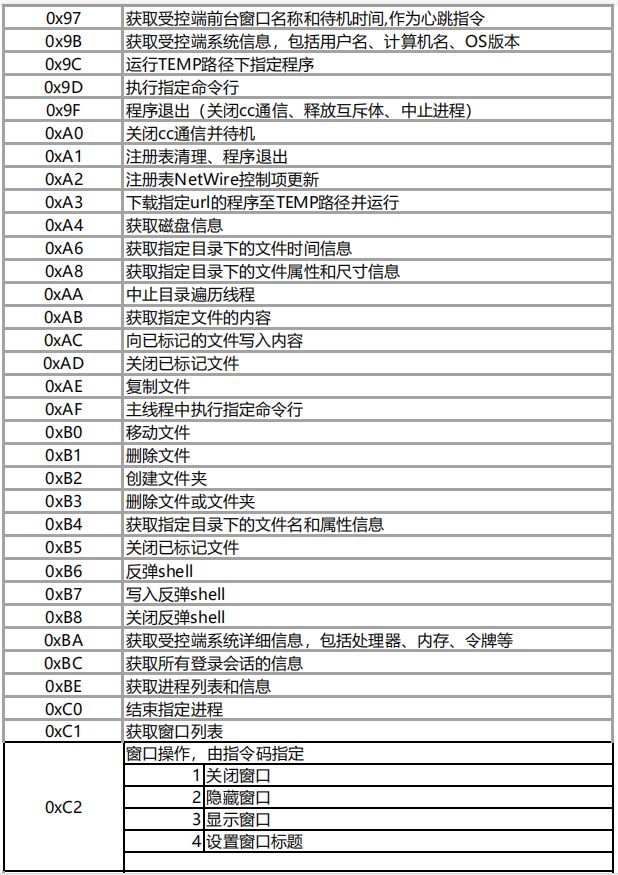 0x97 获取受控端前台窗口名称和待机时间,作为心跳指令
0x9B 获取受控端系统信息，包括用户名、计算机名、OS版本
0x9C 运行TEMP路径下指定程序
0x9D 执行指定命令行
0x9F 程序退出（关闭cc通信、释放互斥体、中止进程）
0xA0 关闭cc通信并待机
0xA1 注册表清理、程序退出
0xA2 注册表NetWire控制项更新
0xA3 下载指定url的程序至TEMP路径并运行
0xA4 获取磁盘信息
0xA6 获取指定目录下的文件时间信息
0xA8 获取指定目录下的文件属性和尺寸信息
0xAA 中止目录遍历线程
0xAB 获取指定文件的内容
0xAC 向已标记的文件写入内容
0xAD 关闭已标记文件
0xAE 复制文件
0xAF 主线程中执行指定命令行
0xB0 移动文件
0xB1 删除文件
0xB2 创建文件夹
0xB3 删除文件或文件夹
0xB4 获取指定目录下的文件名和属性信息
0xB5 关闭已标记文件
0xB6 反弹shell
0xB7 写入反弹shell
0xB8 关闭反弹shell
0xBA 获取受控端系统详细信息，包括处理器、内存、令牌等
0xBC 获取所有登录会话的信息
0xBE 获取进程列表和信息
0xC0 结束指定进程
0xC1 获取窗口列表
0xC2 窗口操作，由指令码指定
1 关闭窗口
2 隐藏窗口
3 显示窗口
4 设置窗口标题